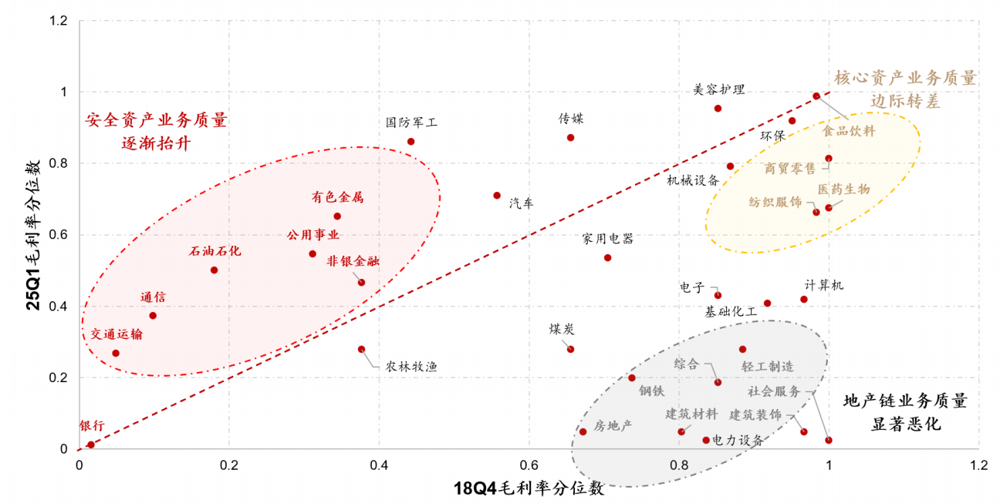 1.2
核心资产业务质量
边际转差
1
美容护理
安全资产业务质量
逐渐抬升
国防军工
传媒
环保
食品饮料
0.8
商贸零售
机械设备
医药生物
有色金属
汽车
纺织服饰
25Q1毛利率分位数
0.6
公用事业
家用电器
石油石化
非银金融
通信
电子
计算机
0.4
基础化工
交通运输
煤炭
农林牧渔
综合
轻工制造
0.2
钢铁
社会服务
地产链业务质量
显著恶化
银行
房地产
建筑材料
建筑装饰
电力设备
0
0
0.2
0.4
0.6
0.8
1
1.2
18Q4毛利率分位数